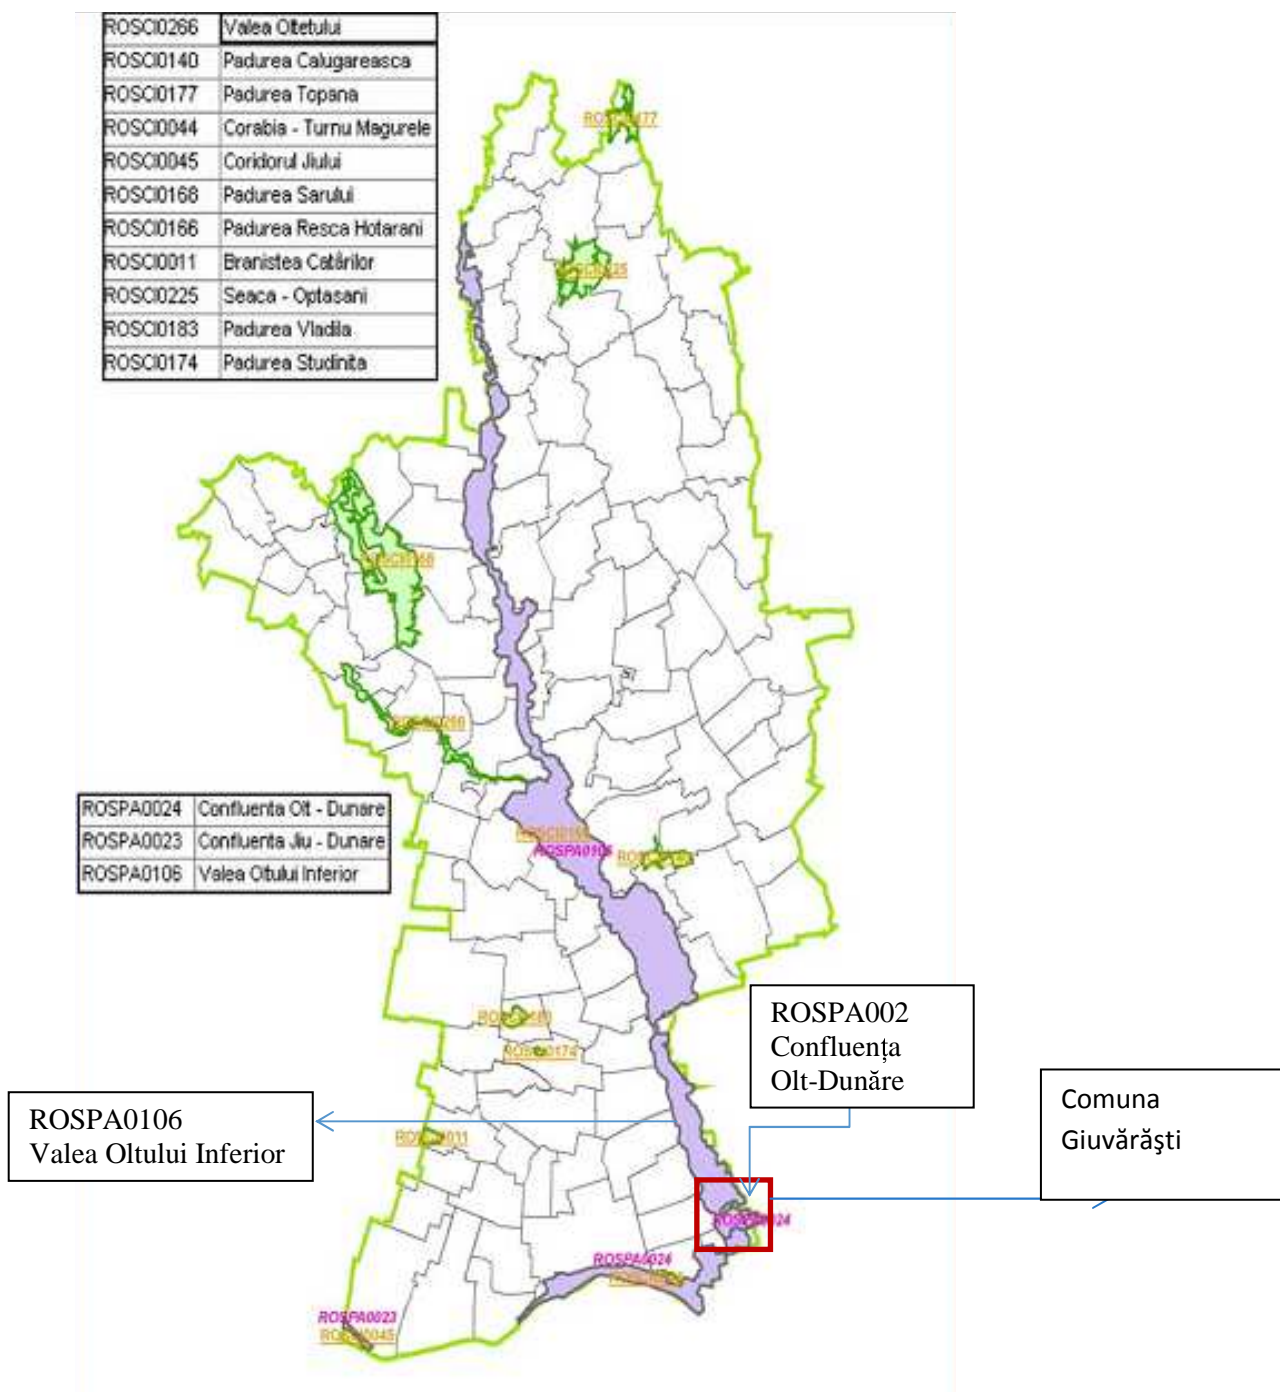 ROSCI0266 Valea Oltetului
ROSCI0140 Padurea Calugareasca
ROSCI0177 Padurea Topana
ROSCI0044 Corabia - Turnu Magurele
ROSCI0045 Coridorul Jiului
ROSCI0168 Padurea Sarului
ROSCI0166 Padurea Resca Hotarani
ROSCI0011 Branistea Catârilor
ROSCI0225 Seaca - Optasani
ROSCI0183 Padurea Vladila
ROSCI0174 Padurea Studinita
ROSPA0024 Confluenta Olt - Dunare
ROSPA0023 Confluenta Jiu - Dunare
ROSPA0106 Valea Oltului Inferior
ROSPA0106
ROSPA002
Confluența
Olt-Dunăre
ROSPA0106
Valea Oltului Inferior
Comuna
Giuvărăşti
ROSPA0024
ROSPA0024
ROSPA0023
ROSCI0045